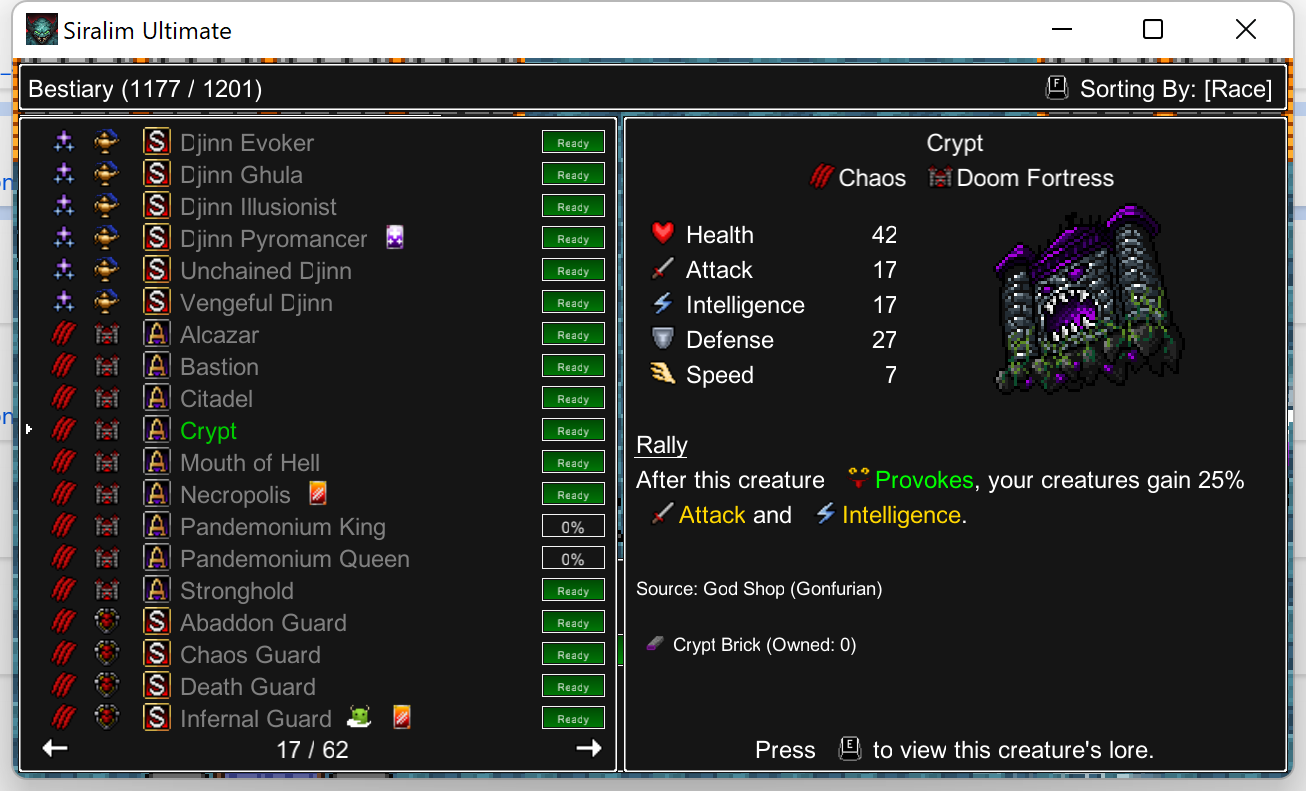 Siralim Ultimate
Bestiary (1177 / 1201)
F Sorting By: [Race]
S Djinn Evoker Ready
S Djinn Ghula Ready
S Djinn Illusionist Ready
S Djinn Pyromancer Ready
S Unchained Djinn Ready
S Vengeful Djinn Ready
A Alcazar Ready
A Bastion Ready
A Citadel Ready
A Crypt Ready
A Mouth of Hell Ready
A Necropolis Ready
A Pandemonium King 0%
A Pandemonium Queen 0%
A Stronghold Ready
S Abaddon Guard Ready
S Chaos Guard Ready
S Death Guard Ready
S Infernal Guard Ready
17 / 62
Crypt
Chaos Doom Fortress
Health 42
Attack 17
Intelligence 17
Defense 27
Speed 7
Rally
After this creature Provokes, your creatures gain 25%
Attack and Intelligence.
Source: God Shop (Gonfurian)
Crypt Brick (Owned: 0)
Press E to view this creature's lore.